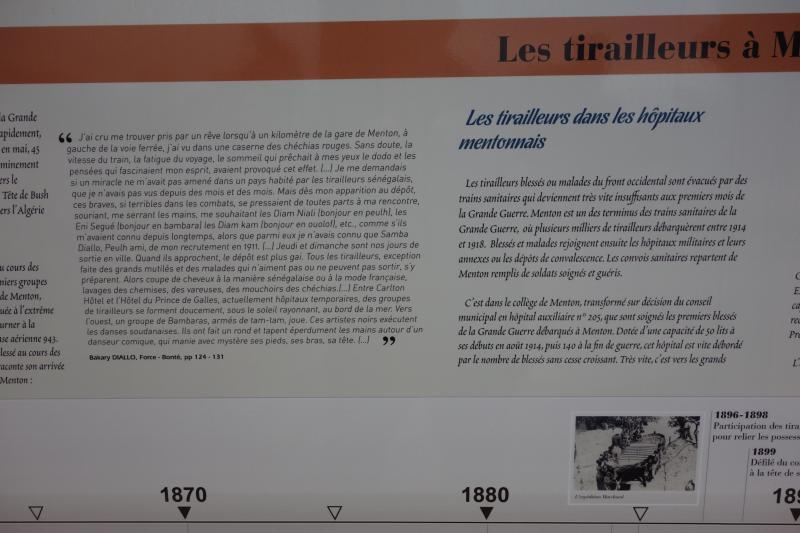 Les tirailleurs à M
la Grande
apidement,
en mai, 45
minement
ers le
Tête de Bush
ers l'Algérie
u cours des
niers groupes
de Menton,
uée à l'extrême
ourner à la
se aérienne 943.
lessé au cours des
aconte son arrivée
Menton :
“ J'ai cru me trouver pris par un rêve lorsqu'à un kilomètre de la gare de Menton, à
gauche de la voie ferrée, j'ai vu dans une caserne des chéchias rouges. Sans doute, la
vitesse du train, la fatigue du voyage, le sommeil qui prêchait à mes yeux le dodo et les
pensées qui fascinaient mon esprit, avaient provoqué cet effet. (...) Je me demandais
si un miracle ne m'avait pas amené dans un pays habité par les tirailleurs sénégalais,
que je n'avais pas vus depuis des mois et des mois. Mais dès mon apparition au dépôt,
ces braves, si terribles dans les combats, se pressaient de toutes parts à ma rencontre,
souriant, me serrant les mains, me souhaitant les Diam Niali (bonjour en peulh), les
Eni Segué (bonjour en bambara) les Diam kam (bonjour en ouolof), etc., comme s'ils
m'avaient connu depuis longtemps, alors que parmi eux je n'avais connu que Samba
Diallo, Peulh ami, de mon recrutement en 1911. (...) Jeudi et dimanche sont nos jours de
sortie en ville. Quand ils approchent, le dépôt est plus gai. Tous les tirailleurs, exception
faite des grands mutilés et des malades qui n'aiment pas ou ne peuvent pas sortir, s'y
préparent. Alors coupe de cheveux à la manière sénégalaise ou à la mode française,
lavages des chemises, des vareuses, des mouchoirs des chéchias.(...) Entre Carlton
Hôtel et l'Hôtel du Prince de Galles, actuellement hôpitaux temporaires, des groupes
de tirailleurs se forment doucement, sous le soleil rayonnant, au bord de la mer. Vers
l'ouest, un groupe de Bambaras, armés de tam-tam, joue. Ces artistes noirs exécutent
les danses soudanaises. Ils ont fait un rond et tapent éperdument les mains autour d'un
danseur comique, qui manie avec mystère ses pieds, ses bras, sa tête. (...) ”
Bakary DIALLO, Force - Bonté, pp 124 - 131
Les tirailleurs dans les hôpitaux
mentonnais
Les tirailleurs blessés ou malades du front occidental sont évacués par des
trains sanitaires qui deviennent très vite insuffisants aux premiers mois de
la Grande Guerre. Menton est un des terminus des trains sanitaires de la
Grande Guerre, où plusieurs milliers de tirailleurs débarquèrent entre 1914
et 1918. Blessés et malades rejoignent ensuite les hôpitaux militaires et leurs
annexes ou les dépôts de convalescence. Les convois sanitaires repartent de
Menton remplis de soldats soignés et guéris.
C'est dans le collège de Menton, transformé sur décision du conseil
municipal en hôpital auxiliaire n° 205, que sont soignés les premiers blessés
de la Grande Guerre débarqués à Menton. Dotée d'une capacité de 50 lits à
ses débuts en août 1914, puis 140 à la fin de guerre, cet hôpital est vite débordé
par le nombre de blessés sans cesse croissant. Très vite, c'est vers les grands
1896-1898
Participation des tira
pour relier les possess
1899
Défilé du co
à la tête de s
L'expédition Marchand
1870
1880
189